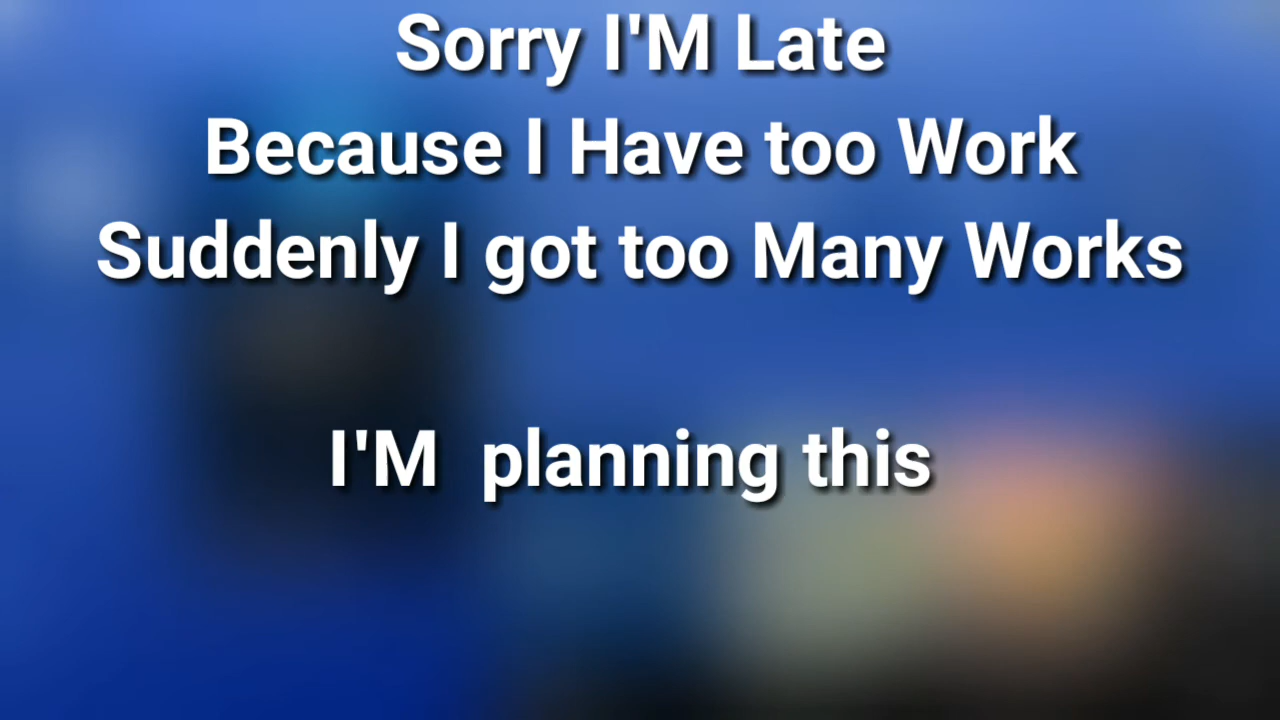 Sorry I'M Late
Because I Have too Work
Suddenly I got too Many Works
I'M planning this